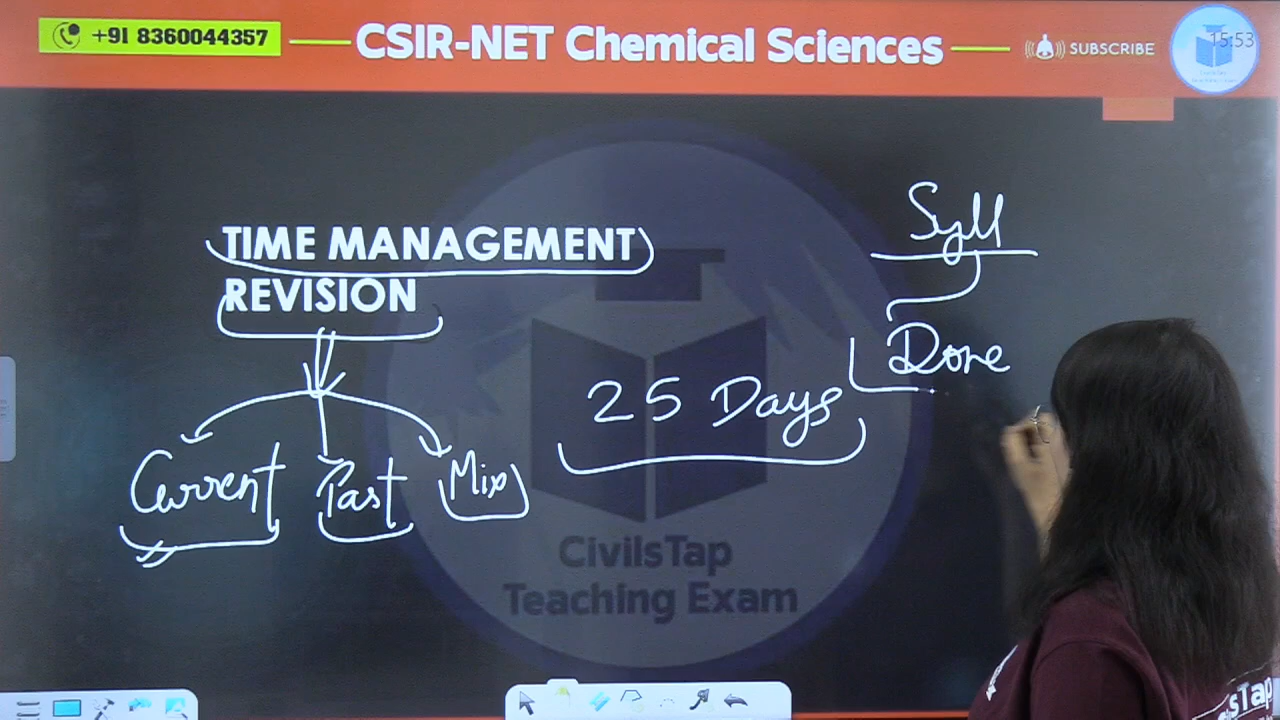 +91 8360044357
CSIR-NET Chemical Sciences
SUBSCRIBE
15:53
TIME MANAGEMENT
REVISION
Syll
Done
25 Days
Current Past Mix
CivilsTap
Teaching Exam
sTap